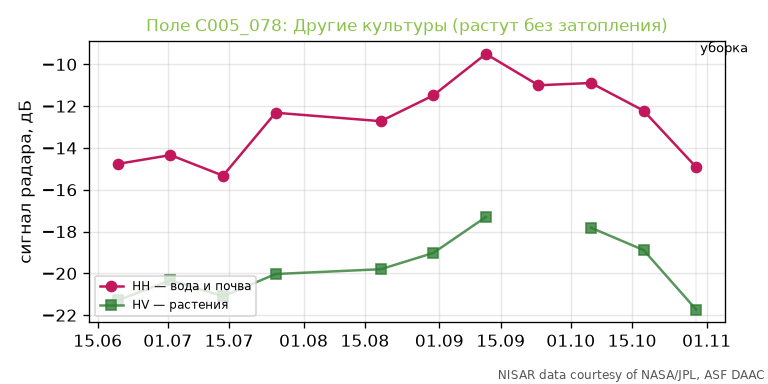 Поле C005_078: Другие культуры (растут без затопления)
уборка
сигнал радара, дБ
−10
−12
−14
−16
−18
−20
−22
HH — вода и почва
HV — растения
15.06 01.07 15.07 01.08 15.08 01.09 15.09 01.10 15.10 01.11
NISAR data courtesy of NASA/JPL, ASF DAAC